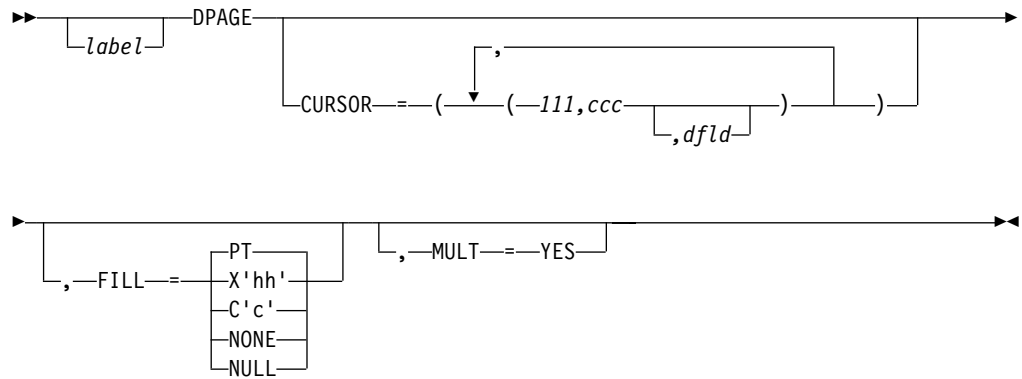 DPAGE
label
,
CURSOR = ( ( 111,ccc ) )
,dfld
PT
, FILL = X'hh'
C'c'
NONE
NULL
, MULT = YES